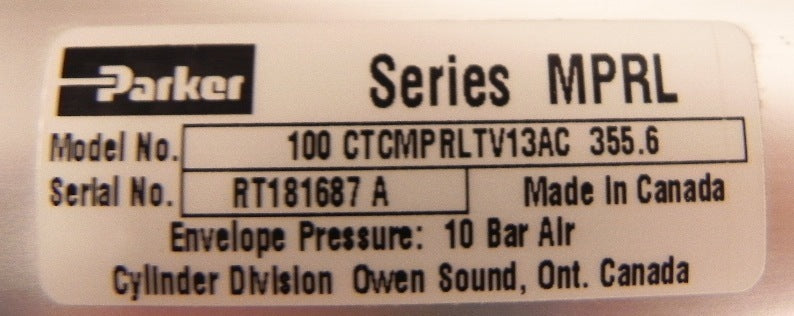 Parker Series MPRL
Model No. 100 CTCMPRLTV13AC 355.6
Serial No. RT181687 A Made In Canada
Envelope Pressure: 10 Bar Air
Cylinder Division Owen Sound, Ont. Canada